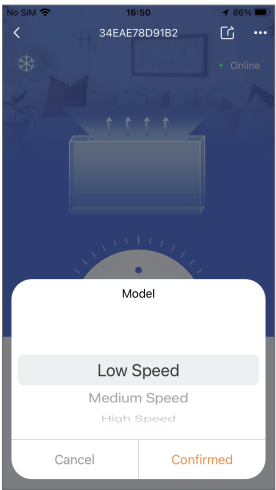 No SIM 16:50 86%
34EAE78D91B2
Online
Model
Low Speed
Medium Speed
High Speed
Cancel Confirmed